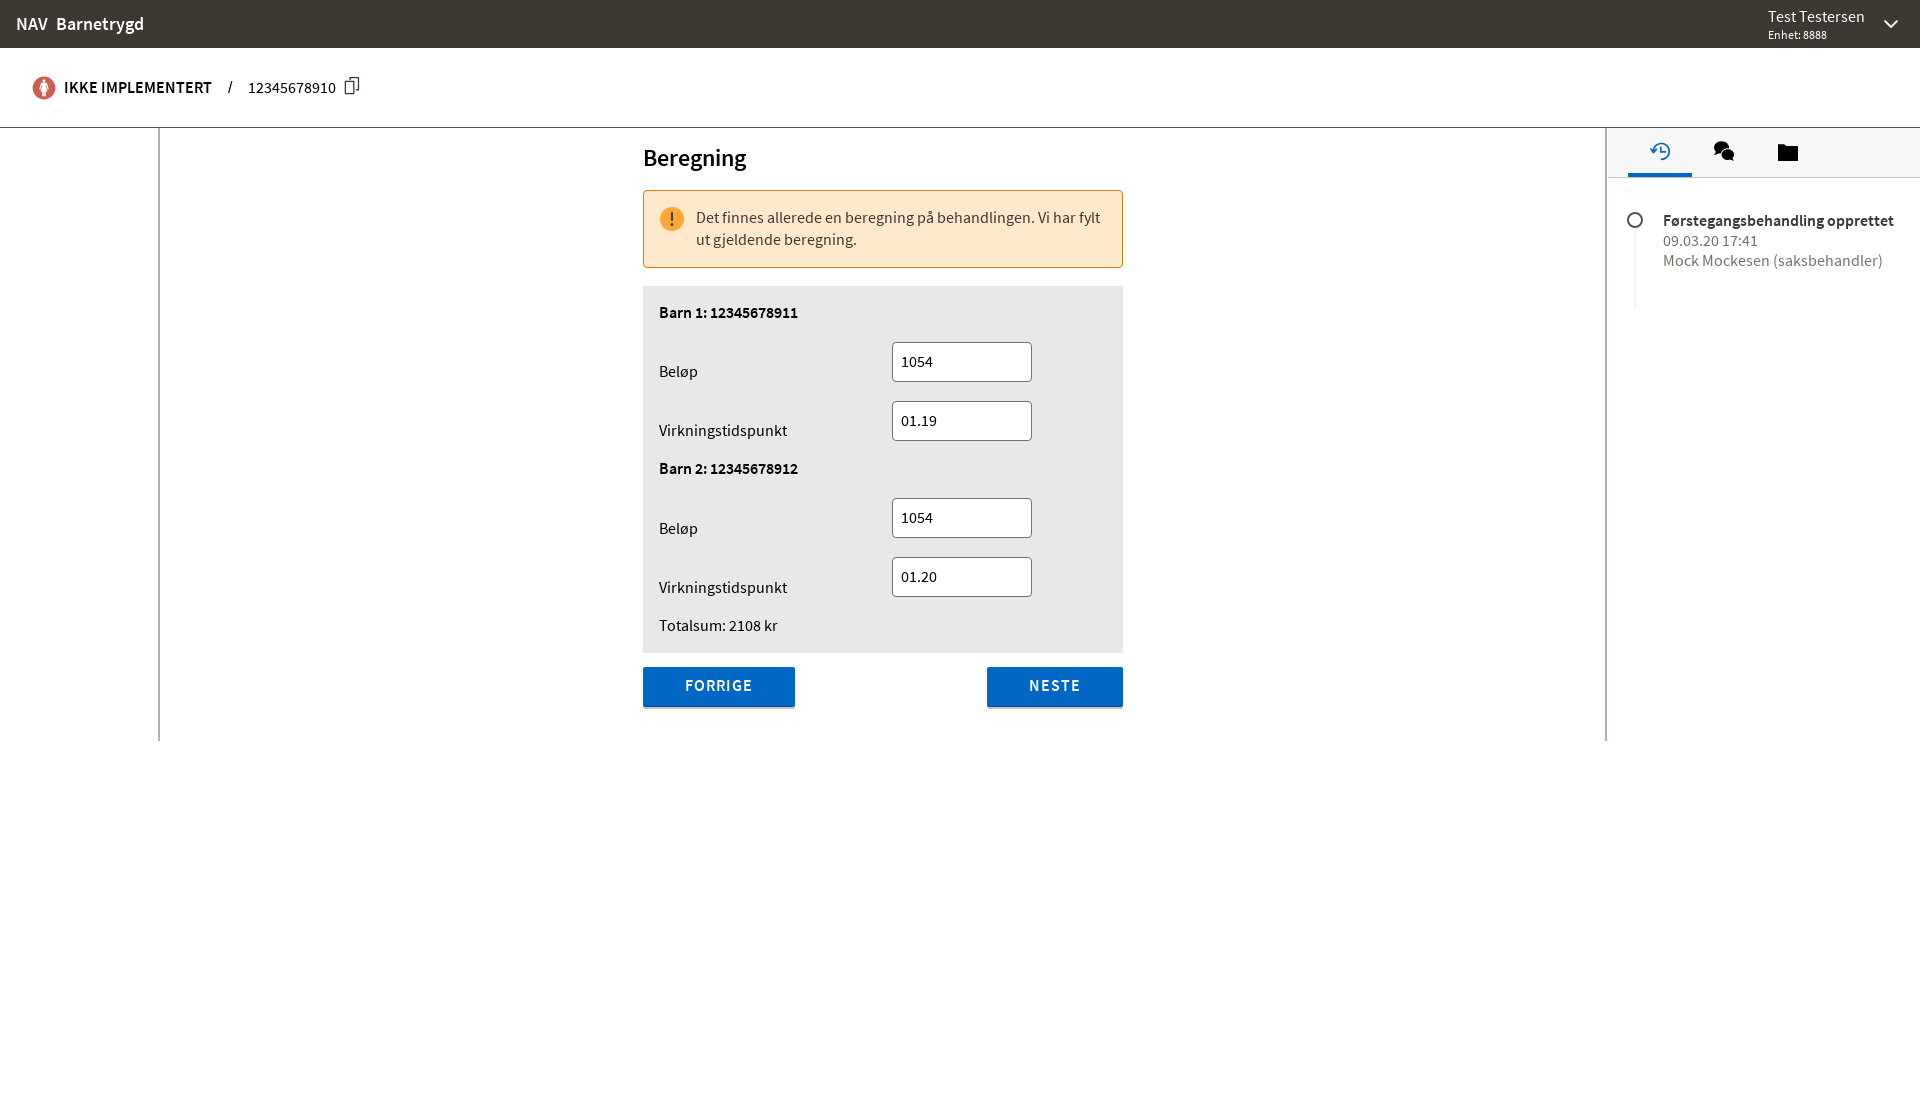 NAV Barnetrygd
Test Testersen
Enhet: 8888
IKKE IMPLEMENTERT / 12345678910
Beregning
Det finnes allerede en beregning på behandlingen. Vi har fylt
ut gjeldende beregning.
Barn 1: 12345678911
Beløp 1054
Virkningstidspunkt 01.19
Barn 2: 12345678912
Beløp 1054
Virkningstidspunkt 01.20
Totalsum: 2108 kr
FORRIGE NESTE
Førstegangsbehandling opprettet
09.03.20 17:41
Mock Mockesen (saksbehandler)